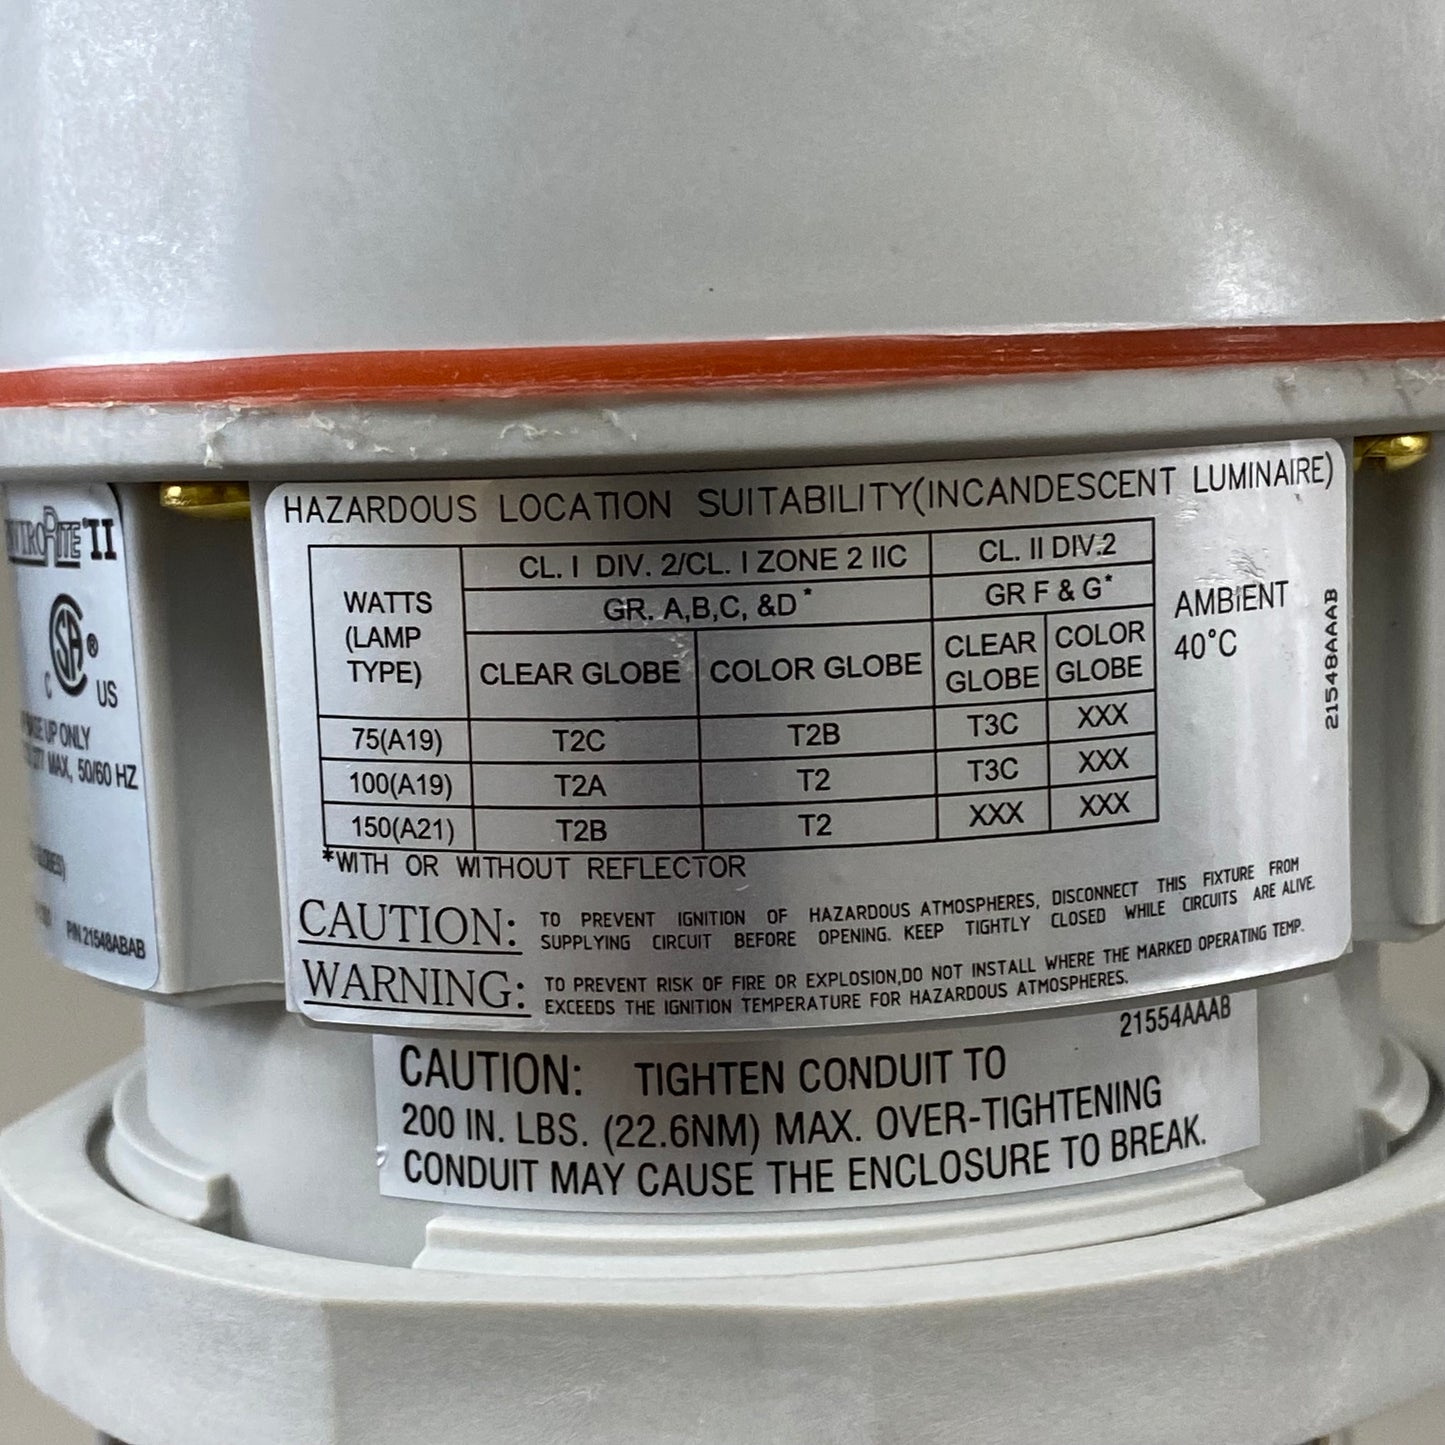 II
®
C US
UP ONLY
MAX, 50/60 HZ
P/N 21548ABAB
HAZARDOUS LOCATION SUITABILITY(INCANDESCENT LUMINAIRE)
WATTS (LAMP TYPE)
CL. I DIV. 2/CL. I ZONE 2 IIC
CL. II DIV.2
GR. A,B,C, &D*
GR F & G*
CLEAR GLOBE
COLOR GLOBE
CLEAR GLOBE
COLOR GLOBE
75(A19) T2C T2B T3C XXX
100(A19) T2A T2 T3C XXX
150(A21) T2B T2 XXX XXX
AMBIENT
40°C
21548AAAB
*WITH OR WITHOUT REFLECTOR
CAUTION: TO PREVENT IGNITION OF HAZARDOUS ATMOSPHERES, DISCONNECT THIS FIXTURE FROM
SUPPLYING CIRCUIT BEFORE OPENING. KEEP TIGHTLY CLOSED WHILE CIRCUITS ARE ALIVE.
WARNING: TO PREVENT RISK OF FIRE OR EXPLOSION,DO NOT INSTALL WHERE THE MARKED OPERATING TEMP.
EXCEEDS THE IGNITION TEMPERATURE FOR HAZARDOUS ATMOSPHERES.
21554AAAB
CAUTION: TIGHTEN CONDUIT TO
200 IN. LBS. (22.6NM) MAX. OVER-TIGHTENING
CONDUIT MAY CAUSE THE ENCLOSURE TO BREAK.